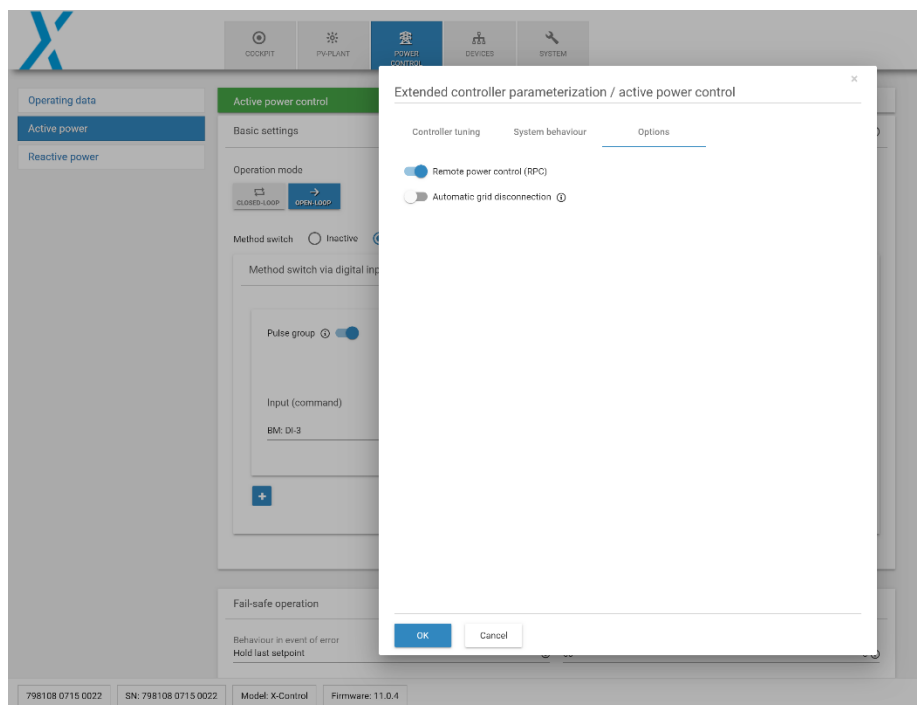 COCKPIT
PV-PLANT
POWER
CONTROL
DEVICES
SYSTEM
Operating data
Active power
Reactive power
Active power control
Basic settings
Operation mode
CLOSED-LOOP
OPEN-LOOP
Method switch
Inactive
Method switch via digital inp
Pulse group
Input (command)
BM: DI-3
+
Fail-safe operation
Behaviour in event of error
Hold last setpoint
Extended controller parameterization / active power control
×
Controller tuning
System behaviour
Options
Remote power control (RPC)
Automatic grid disconnection
OK
Cancel
798108 0715 0022
SN: 798108 0715 0022
Model: X-Control
Firmware: 11.0.4